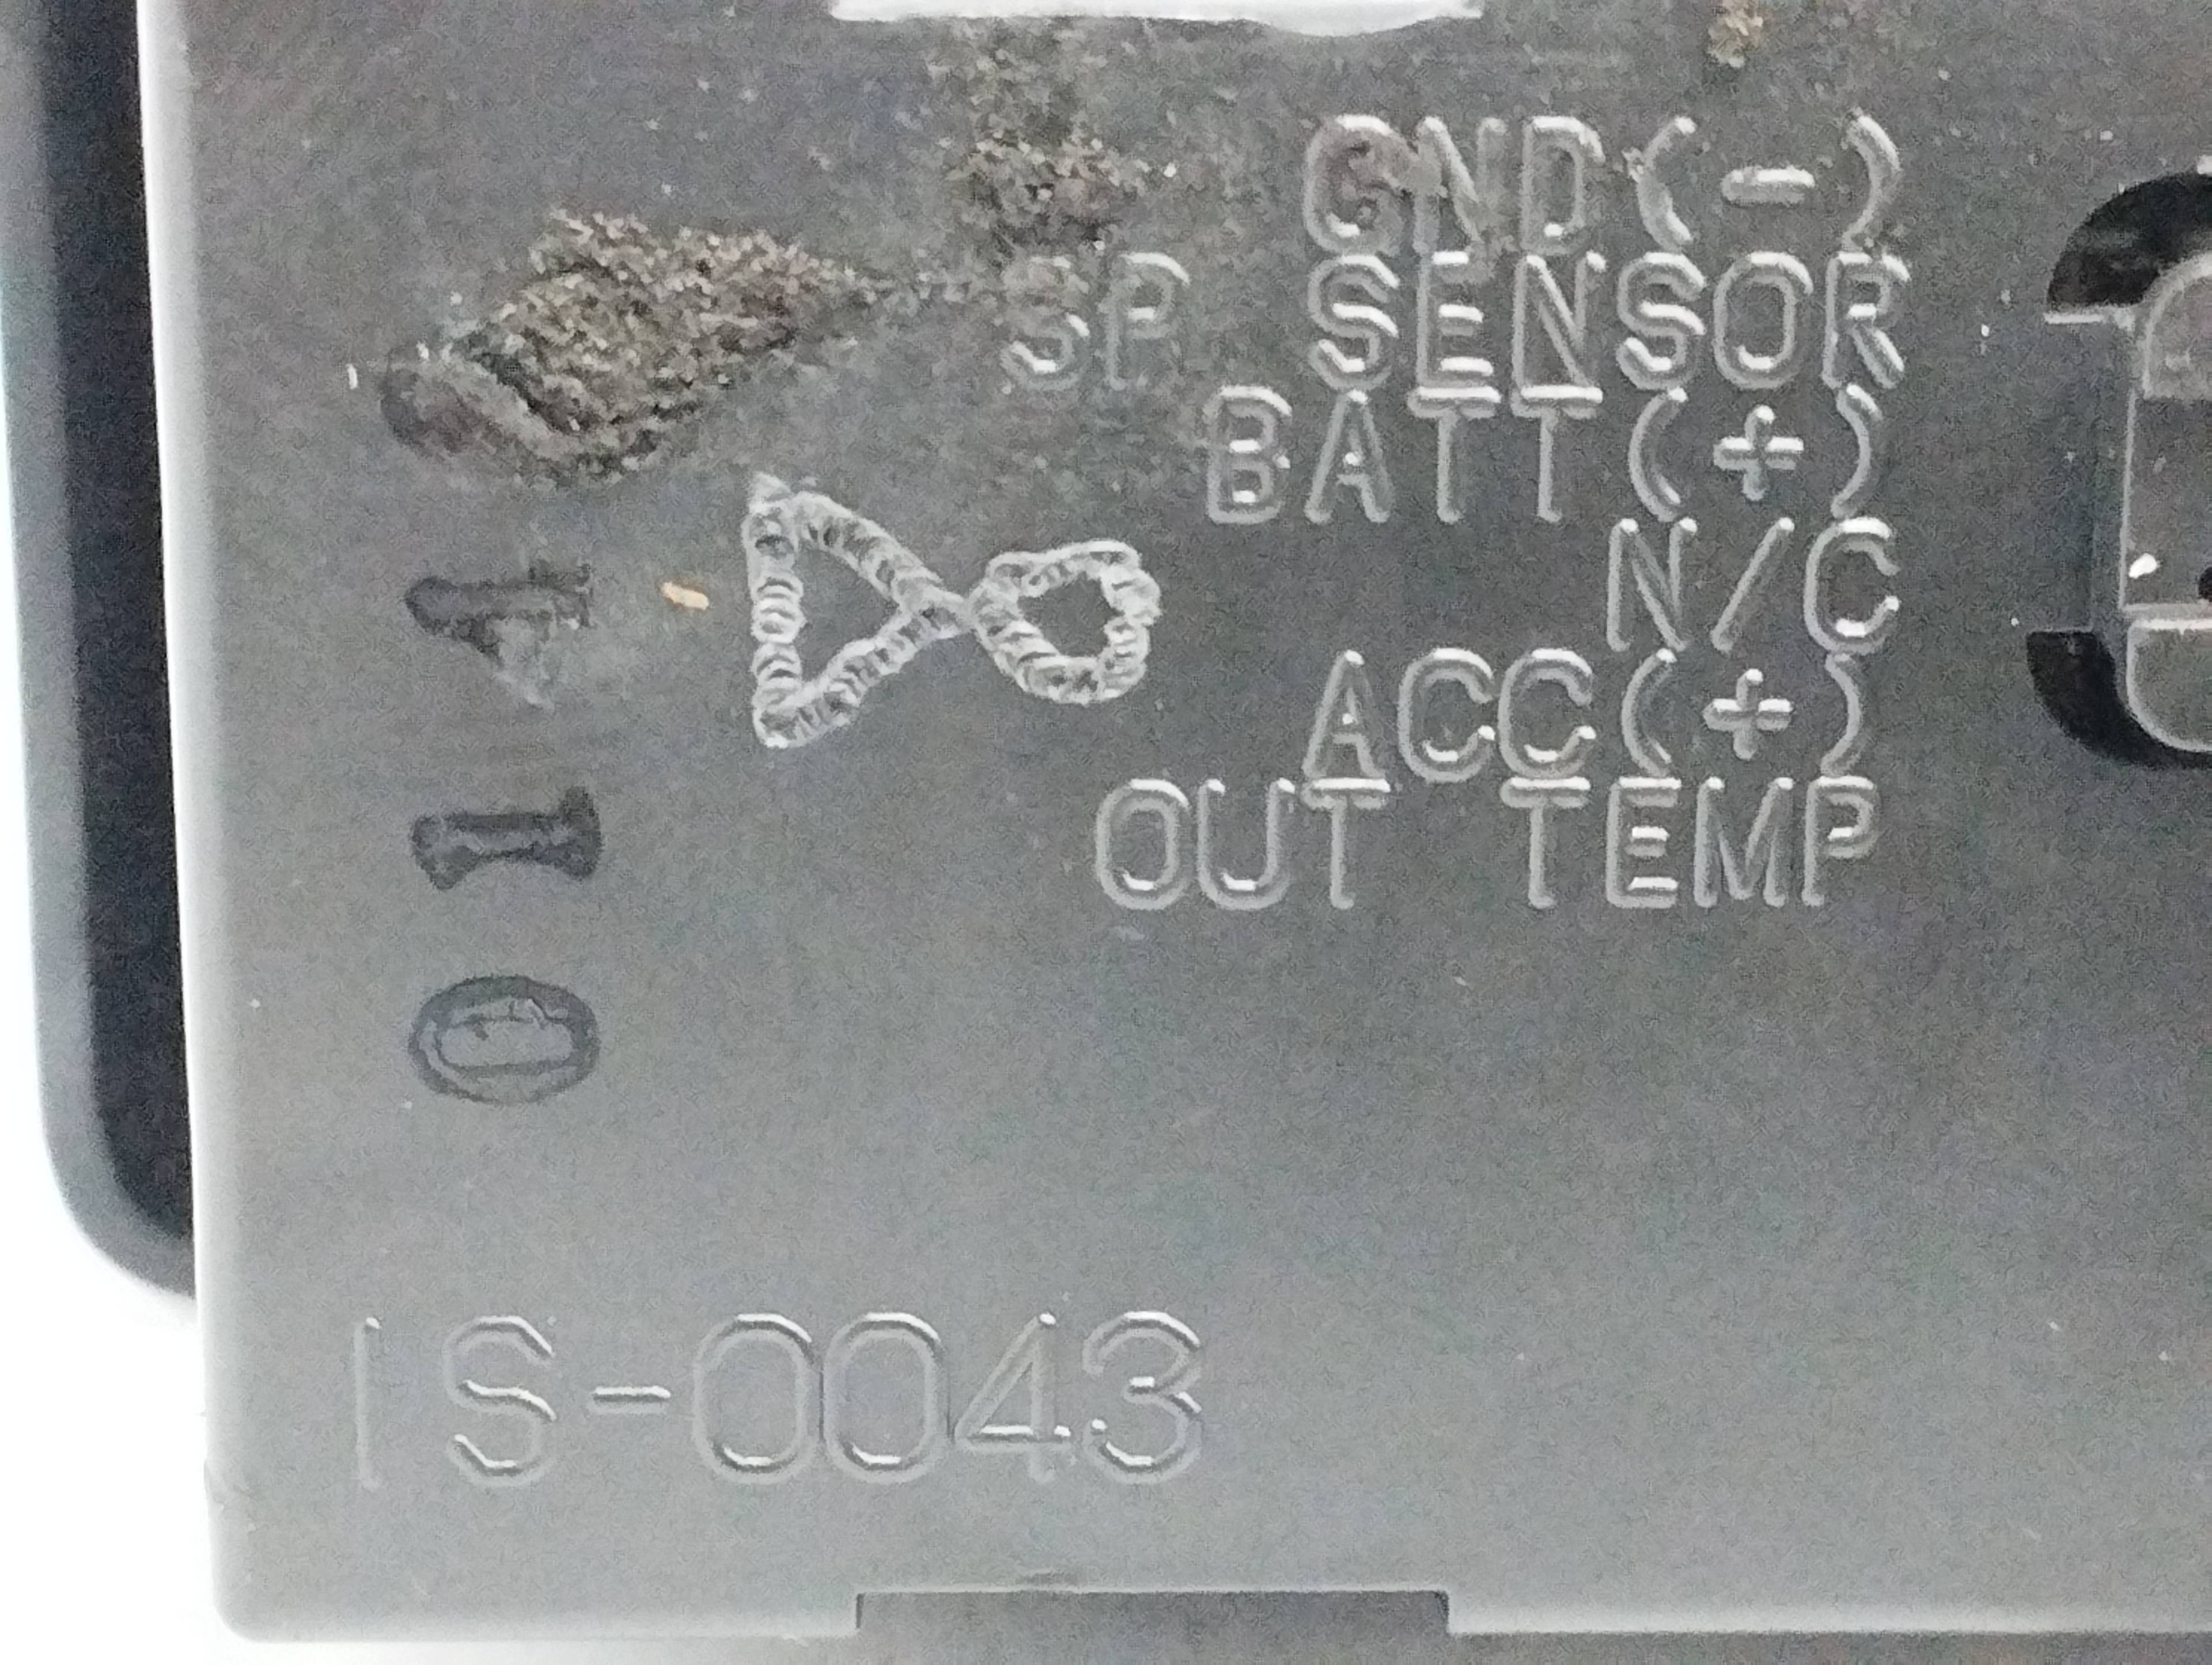 GND(-)
SP SENSOR
BATT(+)
N/C
ACC(+)
OUT TEMP
IS-0043